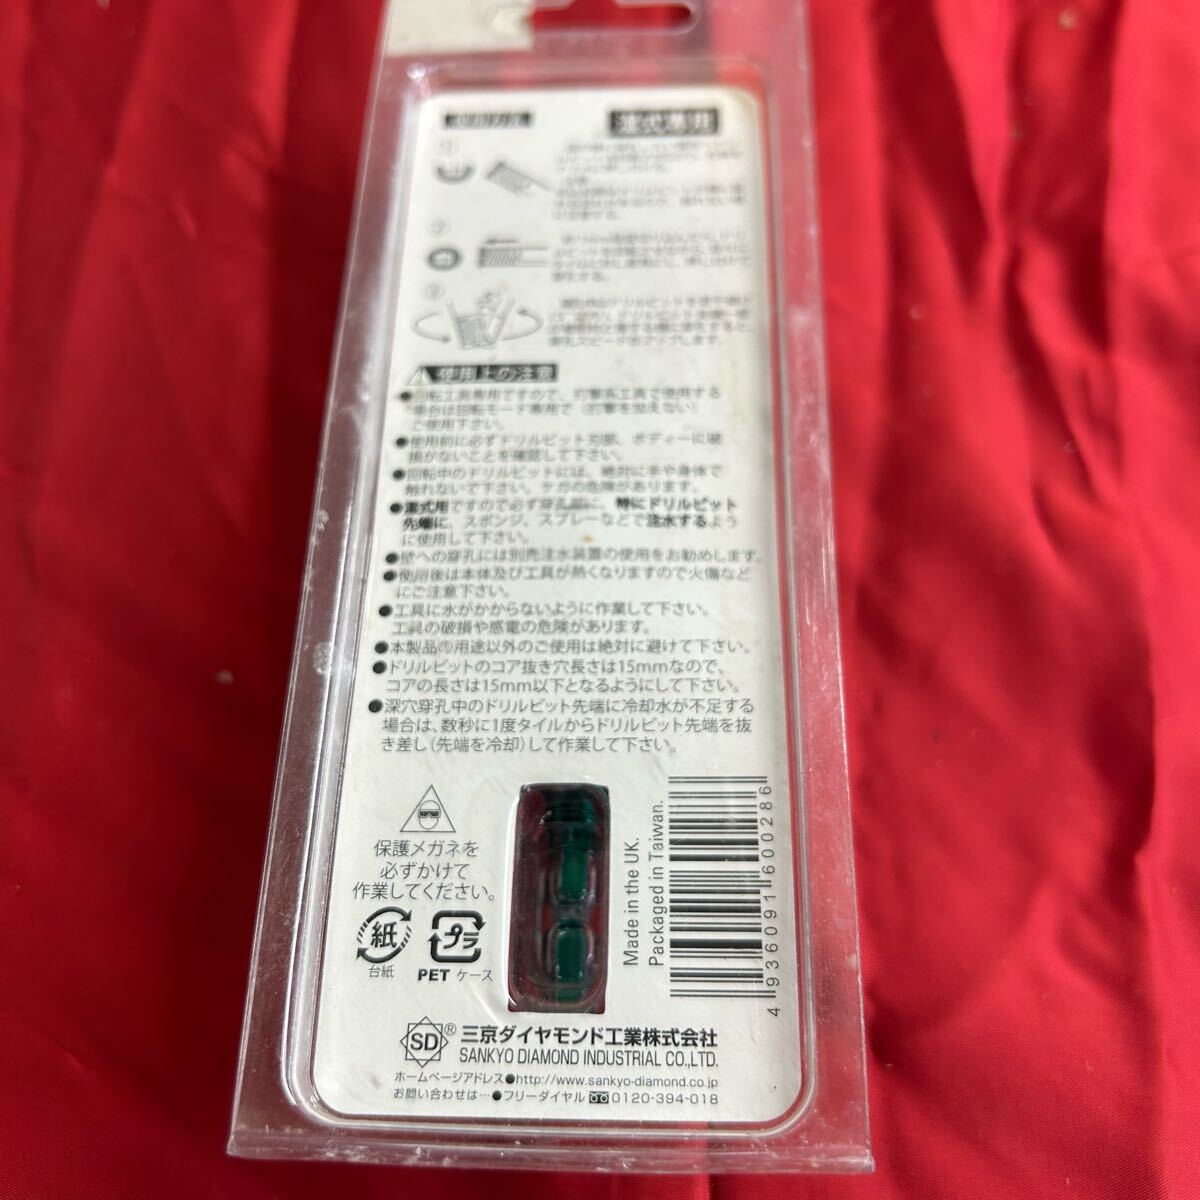 湿式専用
①
②
③
使用上の注意
●回転工具専用ですので、打撃系工具で使用する
場合は回転モード専用で（打撃を加えない）
ご使用下さい。
●使用前に必ずドリルビット刃部、ボディーに破
損がないことを確認して下さい。
●回転中のドリルビットには、絶対に手や身体で
触れないで下さい。ケガの危険があります。
●湿式用ですので必ず穿孔部に、特にドリルビット
先端に、スポンジ、スプレーなどで注水するよう
に使用して下さい。
●壁への穿孔には別売注水装置の使用をお勧めします。
●使用後は本体及び工具が熱くなりますので火傷など
にご注意下さい。
●工具に水がかからないように作業して下さい。
工具の破損や感電の危険があります。
●本製品の用途以外のご使用は絶対に避けて下さい。
●ドリルビットのコア抜き穴長さは15mmなので、
コアの長さは15mm以下となるようにして下さい。
●深穴穿孔中のドリルビット先端に冷却水が不足する
場合は、数秒に1度タイルからドリルビット先端を抜
き差し（先端を冷却）して作業して下さい。
保護メガネを
必ずかけて
作業してください。
紙
台紙
プラ
PET ケース
Made in the UK.
Packaged in Taiwan.
4 936091 600286
SD® 三京ダイヤモンド工業株式会社
SANKYO DIAMOND INDUSTRIAL CO.,LTD.
ホームページアドレス●http://www.sankyo-diamond.co.jp
お問い合わせは…●フリーダイヤル 0120-394-018